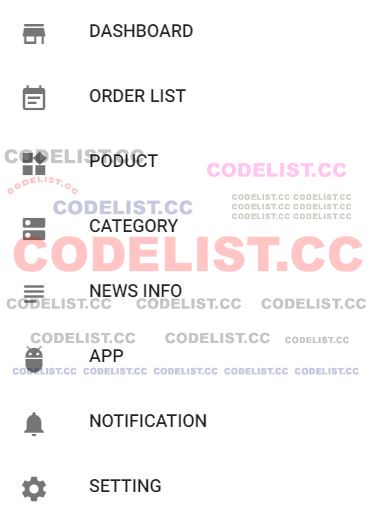 DASHBOARD
ORDER LIST
CODELIST.CC
PODUCT
CODELIST.CC
CODELIST.CC
CODELIST.CC CODELIST.CC
CODELIST.CC
CODELIST.CC CODELIST.CC
CODELIST.CC CODELIST.CC
CATEGORY
CODELIST.CC
NEWS INFO
CODELIST.CC CODELIST.CC CODELIST.CC
CODELIST.CC CODELIST.CC CODELIST.CC
APP
CODELIST.CC CODELIST.CC CODELIST.CC CODELIST.CC CODELIST.CC
NOTIFICATION
SETTING